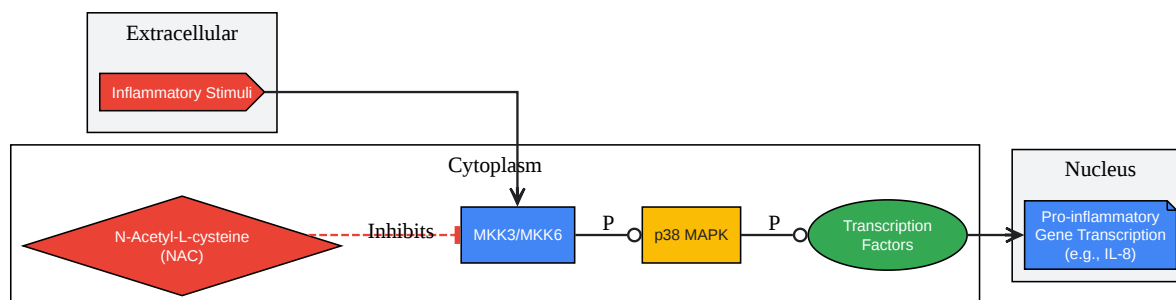 Extracellular
Inflammatory Stimuli
Cytoplasm
Nucleus
N-Acetyl-L-cysteine
(NAC)
Inhibits
MKK3/MKK6
P
p38 MAPK
P
Transcription
Factors
Pro-inflammatory
Gene Transcription
(e.g., IL-8)